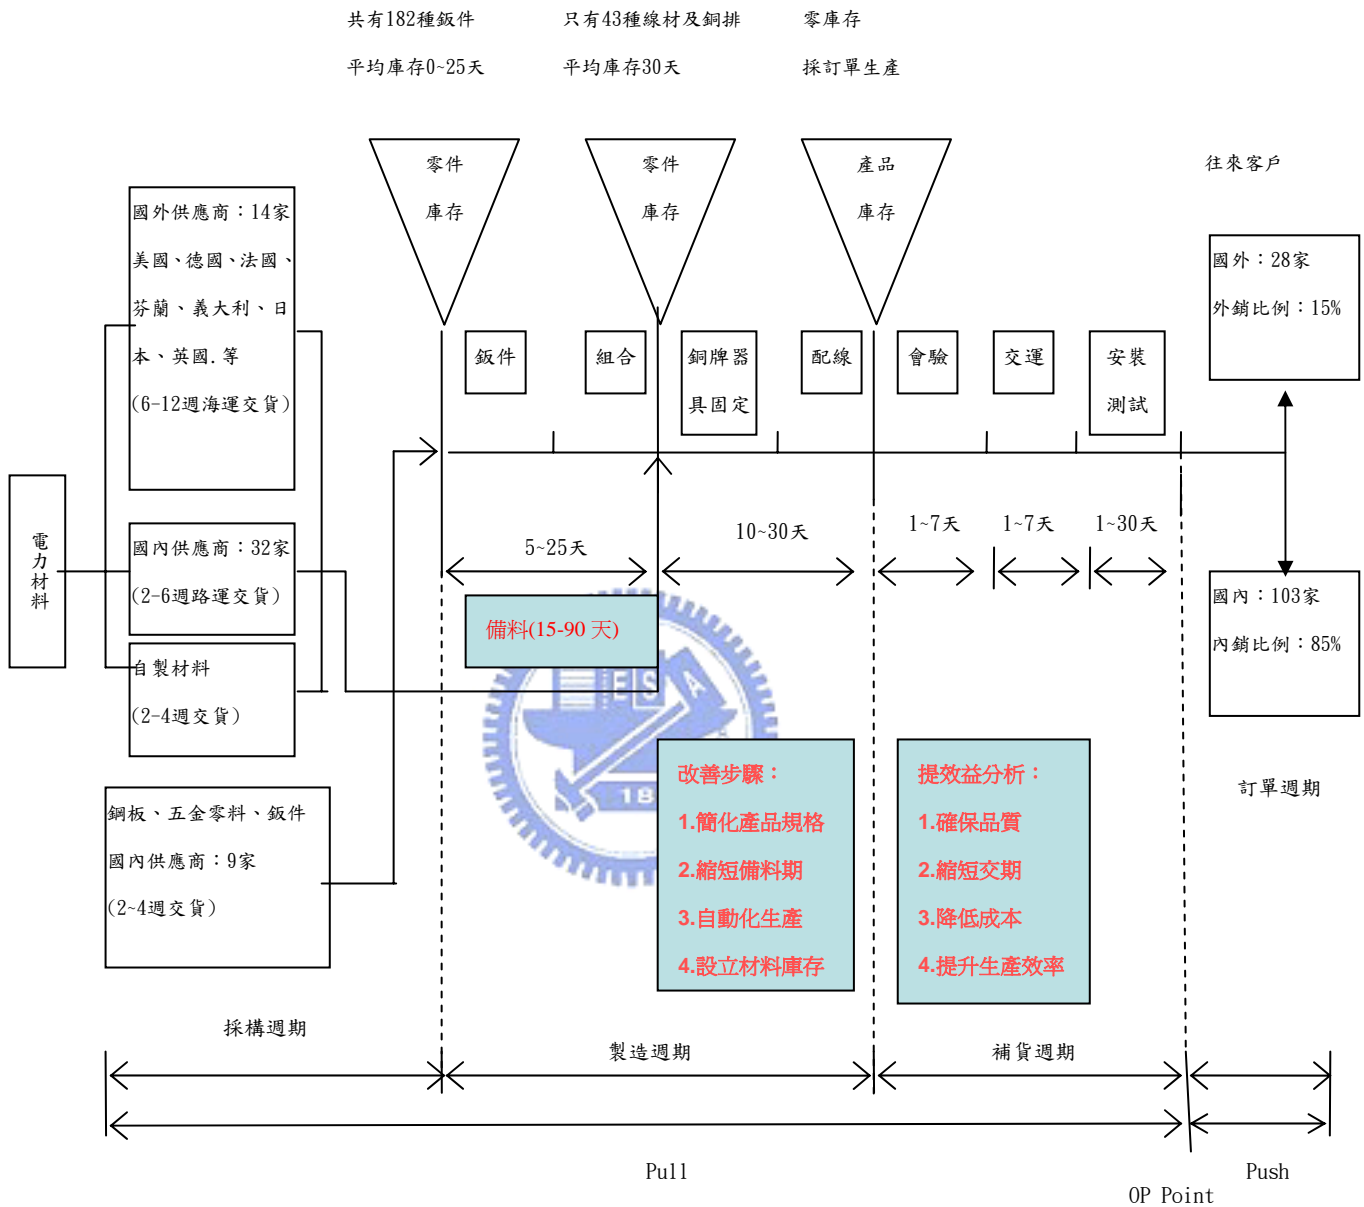 共有182種鈑件
平均庫存0~25天
只有43種線材及銅排
平均庫存30天
零庫存
採訂單生產
零件
庫存
零件
庫存
產品
庫存
往來客戶
國外供應商：14家
美國、德國、法國、
芬蘭、義大利、日
本、英國.等
(6-12週海運交貨)
國外：28家
外銷比例：15%
鈑件
組合
銅牌器
具固定
配線
會驗
交運
安裝
測試
電力材料
國內供應商：32家
(2-6週路運交貨)
自製材料
(2-4週交貨)
5~25天
10~30天
1~7天
1~7天
1~30天
備料(15-90 天)
國內：103家
內銷比例：85%
鋼板、五金零料、鈑件
國內供應商：9家
(2~4週交貨)
ESA
18
改善步驟：
1.簡化產品規格
2.縮短備料期
3.自動化生產
4.設立材料庫存
提效益分析：
1.確保品質
2.縮短交期
3.降低成本
4.提升生產效率
訂單週期
採構週期
製造週期
補貨週期
Pull
Push
OP Point